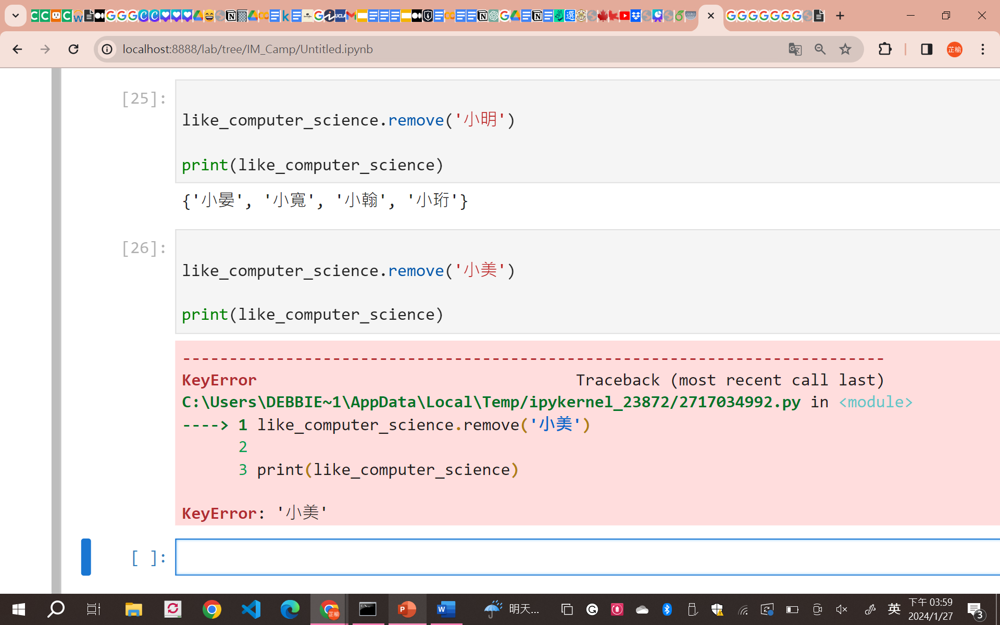 localhost:8888/lab/tree/IM_Camp/Untitled.ipynb
芷榆
[25]:
like_computer_science.remove('小明')
print(like_computer_science)
{'小晏', '小寬', '小翰', '小珩'}
[26]:
like_computer_science.remove('小美')
print(like_computer_science)
---------------------------------------------------------------------------
KeyError                                  Traceback (most recent call last)
C:\Users\DEBBIE~1\AppData\Local\Temp/ipykernel_23872/2717034992.py in <module>
----> 1 like_computer_science.remove('小美')
      2
      3 print(like_computer_science)
KeyError: '小美'
[ ]:
明天...
英
下午 03:59
2024/1/27
3